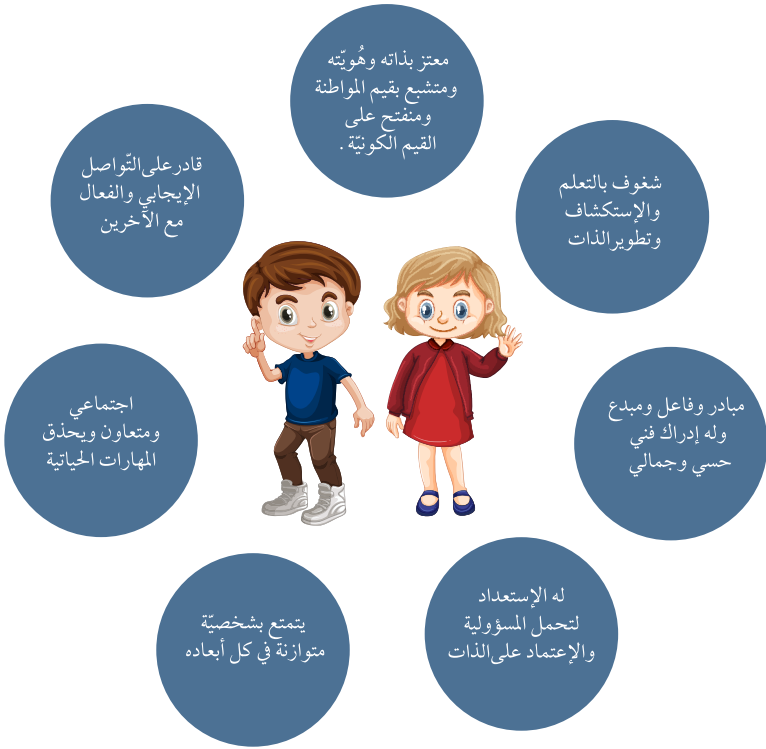 معتز بذاته وهُويّته
ومتشبع بقيم المواطنة
ومنفتح على
القيم الكونيّة .
شغوف بالتعلم
والإستكشاف
وتطويرالذات
مبادر وفاعل ومبدع
وله إدراك فني
حسي وجمالي
له الإستعداد
لتحمل المسؤولية
والإعتماد علىالذات
يتمتع بشخصيّة
متوازنة في كل أبعاده
اجتماعي
ومتعاون ويحذق
المهارات الحياتية
قادرعلىالتّواصل
الإيجابي والفعال
مع الآخرين